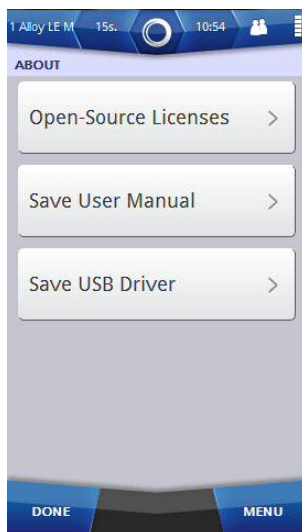 1 Alloy LE M 15s. 10:54
ABOUT
Open-Source Licenses
Save User Manual
Save USB Driver
DONE MENU